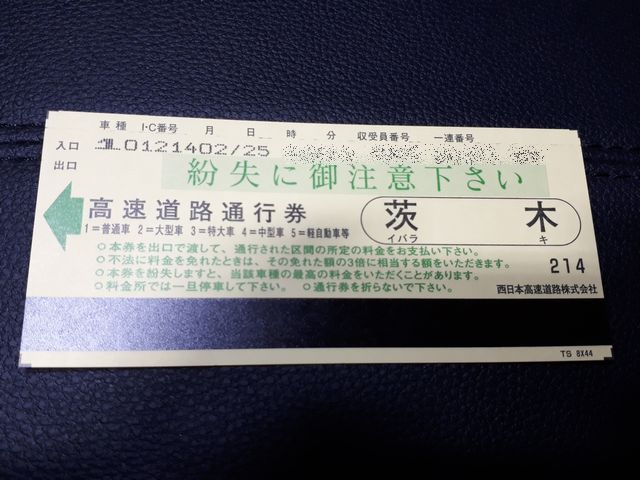 車種 I・C番号 月 日 時 分 収受員番号 一連番号
入口 1 0121402/25
出口
紛失に御注意下さい
高速道路通行券
1=普通車 2=大型車 3=特大車 4=中型車 5=軽自動車等
茨木
イバラ キ
○本券を出口で渡して、通行された区間の所定の料金をお支払い下さい。
○不法に料金を免れたときは、その免れた額の3倍に相当する額をいただきます。
○本券を紛失しますと、当該車種の最高の料金をいただくことがあります。
○料金所では一旦停車して下さい。 ○通行券を折らないで下さい。
214
西日本高速道路株式会社
TS 8X44